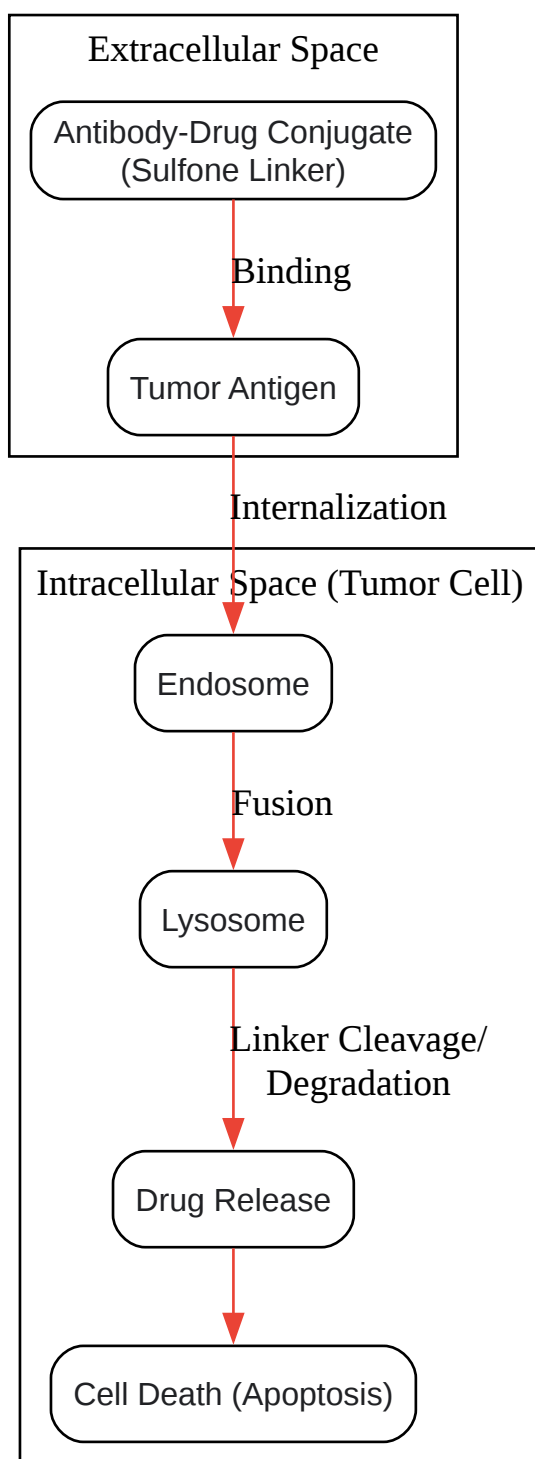 Extracellular Space
Antibody-Drug Conjugate
(Sulfone Linker)
Binding
Tumor Antigen
Internalization
Intracellular Space (Tumor Cell)
Endosome
Fusion
Lysosome
Linker Cleavage/
Degradation
Drug Release
Cell Death (Apoptosis)